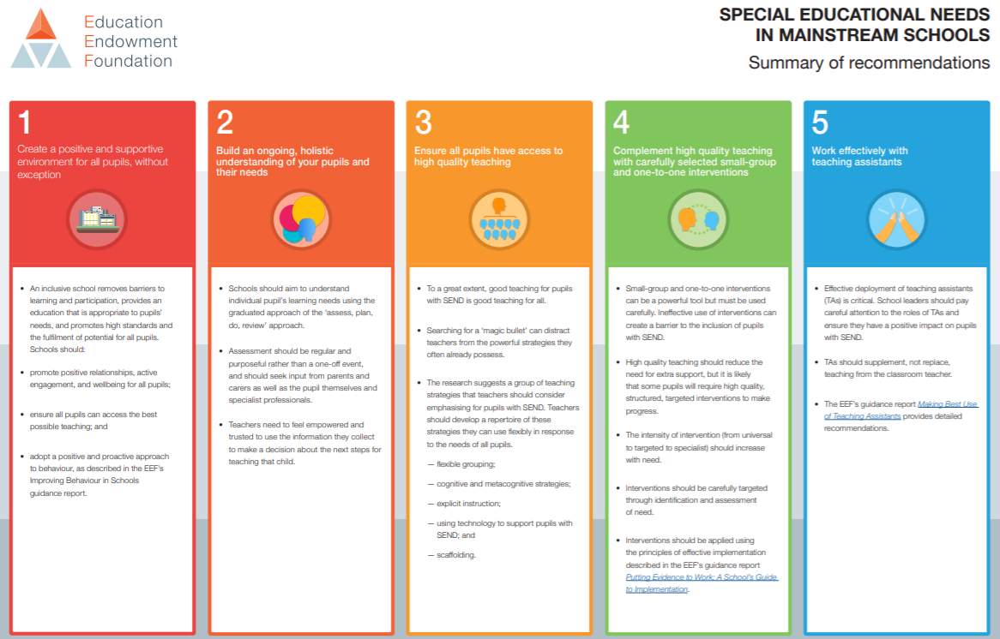 Education
Endowment
Foundation
SPECIAL EDUCATIONAL NEEDS
IN MAINSTREAM SCHOOLS
Summary of recommendations
1
Create a positive and supportive
environment for all pupils, without
exception
• An inclusive school removes barriers to
learning and participation, provides an
education that is appropriate to pupils'
needs, and promotes high standards and
the fulfilment of potential for all pupils.
Schools should:
• promote positive relationships, active
engagement, and wellbeing for all pupils;
• ensure all pupils can access the best
possible teaching; and
• adopt a positive and proactive approach
to behaviour, as described in the EEF's
Improving Behaviour in Schools
guidance report.
2
Build an ongoing, holistic
understanding of your pupils and
their needs
• Schools should aim to understand
individual pupil's learning needs using the
graduated approach of the 'assess, plan,
do, review' approach.
• Assessment should be regular and
purposeful rather than a one-off event,
and should seek input from parents and
carers as well as the pupil themselves and
specialist professionals.
• Teachers need to feel empowered and
trusted to use the information they collect
to make a decision about the next steps for
teaching that child.
3
Ensure all pupils have access to
high quality teaching
• To a great extent, good teaching for pupils
with SEND is good teaching for all.
• Searching for a 'magic bullet' can distract
teachers from the powerful strategies they
often already possess.
• The research suggests a group of teaching
strategies that teachers should consider
emphasising for pupils with SEND. Teachers
should develop a repertoire of these
strategies they can use flexibly in response
to the needs of all pupils.
— flexible grouping;
— cognitive and metacognitive strategies;
— explicit instruction;
— using technology to support pupils with
SEND; and
— scaffolding.
4
Complement high quality teaching
with carefully selected small-group
and one-to-one interventions
• Small-group and one-to-one interventions
can be a powerful tool but must be used
carefully. Ineffective use of interventions can
create a barrier to the inclusion of pupils
with SEND.
• High quality teaching should reduce the
need for extra support, but it is likely
that some pupils will require high quality,
structured, targeted interventions to make
progress.
• The intensity of intervention (from universal
to targeted to specialist) should increase
with need.
• Interventions should be carefully targeted
through identification and assessment
of need.
• Interventions should be applied using
the principles of effective implementation
described in the EEF's guidance report
Putting Evidence to Work: A School's Guide
to Implementation.
5
Work effectively with
teaching assistants
• Effective deployment of teaching assistants
(TAs) is critical. School leaders should pay
careful attention to the roles of TAs and
ensure they have a positive impact on pupils
with SEND.
• TAs should supplement, not replace,
teaching from the classroom teacher.
• The EEF's guidance report Making Best Use
of Teaching Assistants provides detailed
recommendations.